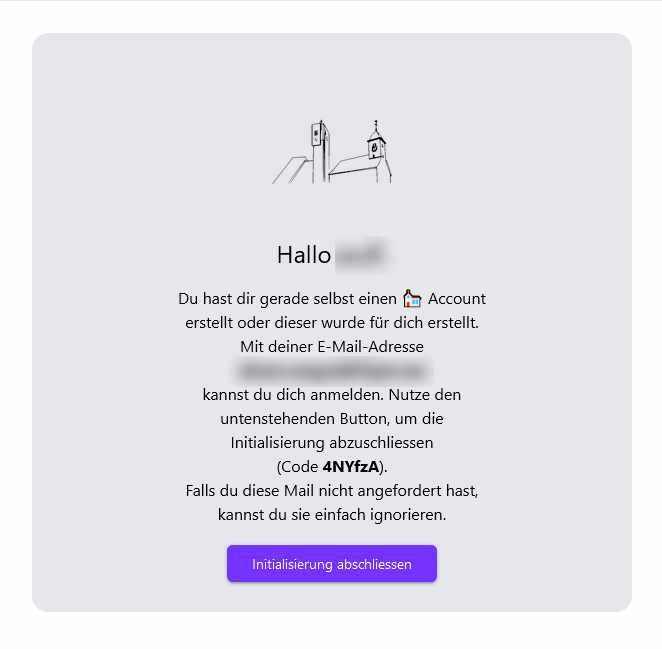 Hallo
Du hast dir gerade selbst einen 🏠 Account
erstellt oder dieser wurde für dich erstellt.
Mit deiner E-Mail-Adresse
kannst du dich anmelden. Nutze den
untenstehenden Button, um die
Initialisierung abzuschliessen
(Code 4NYfzA).
Falls du diese Mail nicht angefordert hast,
kannst du sie einfach ignorieren.
Initialisierung abschliessen